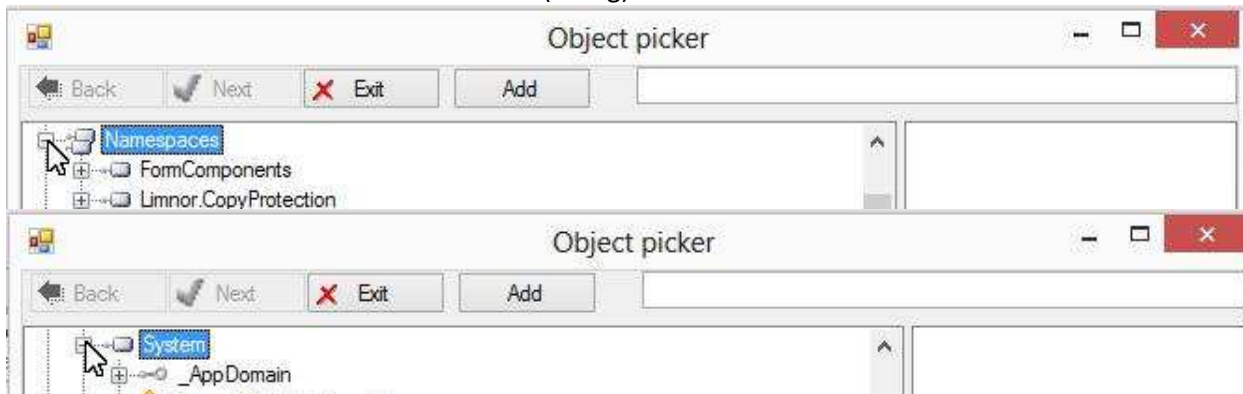 Object picker
Back Next Exit Add
Namespaces
FormComponents
Limnor.CopyProtection
Object picker
Back Next Exit Add
System
_AppDomain